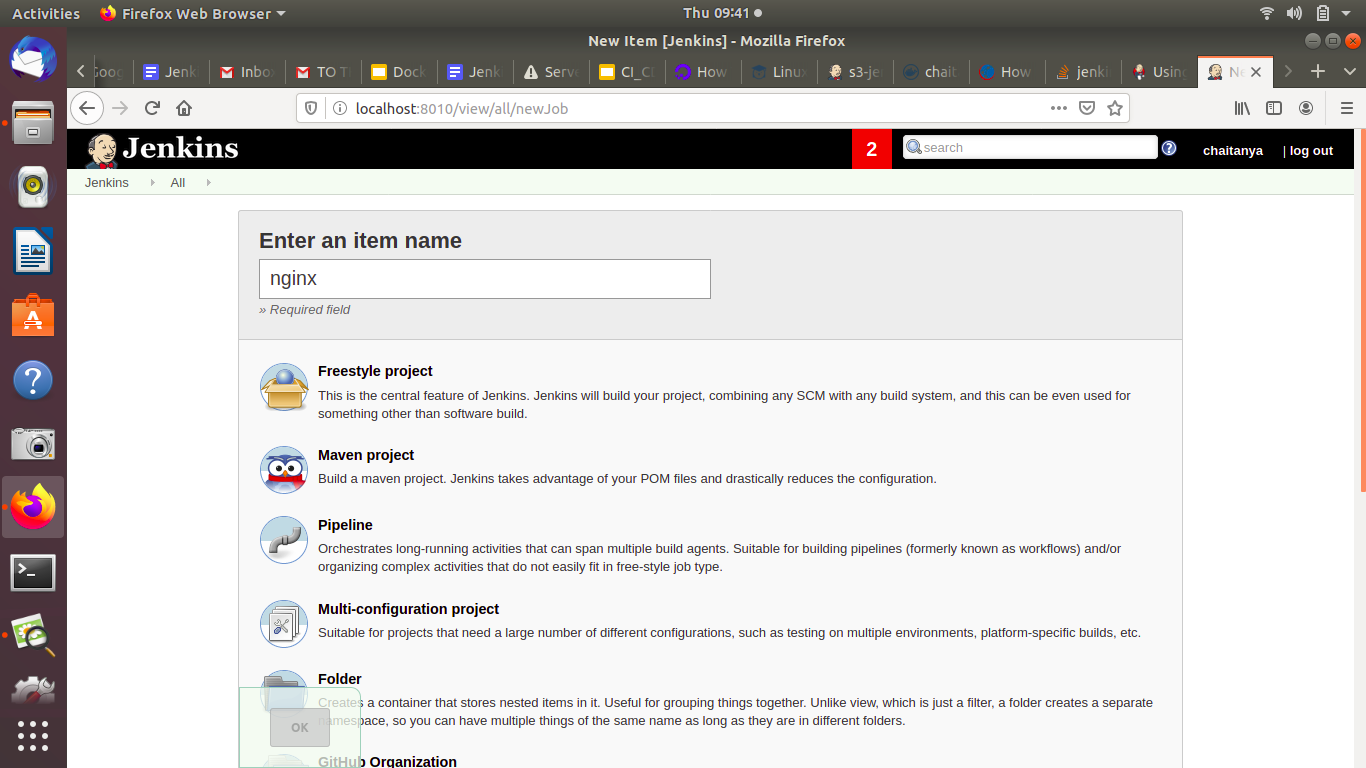 Activities Firefox Web Browser Thu 09:41
New Item [Jenkins] - Mozilla Firefox
Goog Jenk Inbo TO T Dock Jenk Serve CI_C How Linux s3-je chait How jenki Using Ne
localhost:8010/view/all/newJob
Jenkins 2 search chaitanya | log out
Jenkins All
Enter an item name
nginx
» Required field
Freestyle project
This is the central feature of Jenkins. Jenkins will build your project, combining any SCM with any build system, and this can be even used for
something other than software build.
Maven project
Build a maven project. Jenkins takes advantage of your POM files and drastically reduces the configuration.
Pipeline
Orchestrates long-running activities that can span multiple build agents. Suitable for building pipelines (formerly known as workflows) and/or
organizing complex activities that do not easily fit in free-style job type.
Multi-configuration project
Suitable for projects that need a large number of different configurations, such as testing on multiple environments, platform-specific builds, etc.
Folder
Creates a container that stores nested items in it. Useful for grouping things together. Unlike view, which is just a filter, a folder creates a separate
namespace, so you can have multiple things of the same name as long as they are in different folders.
OK
GitHub Organization